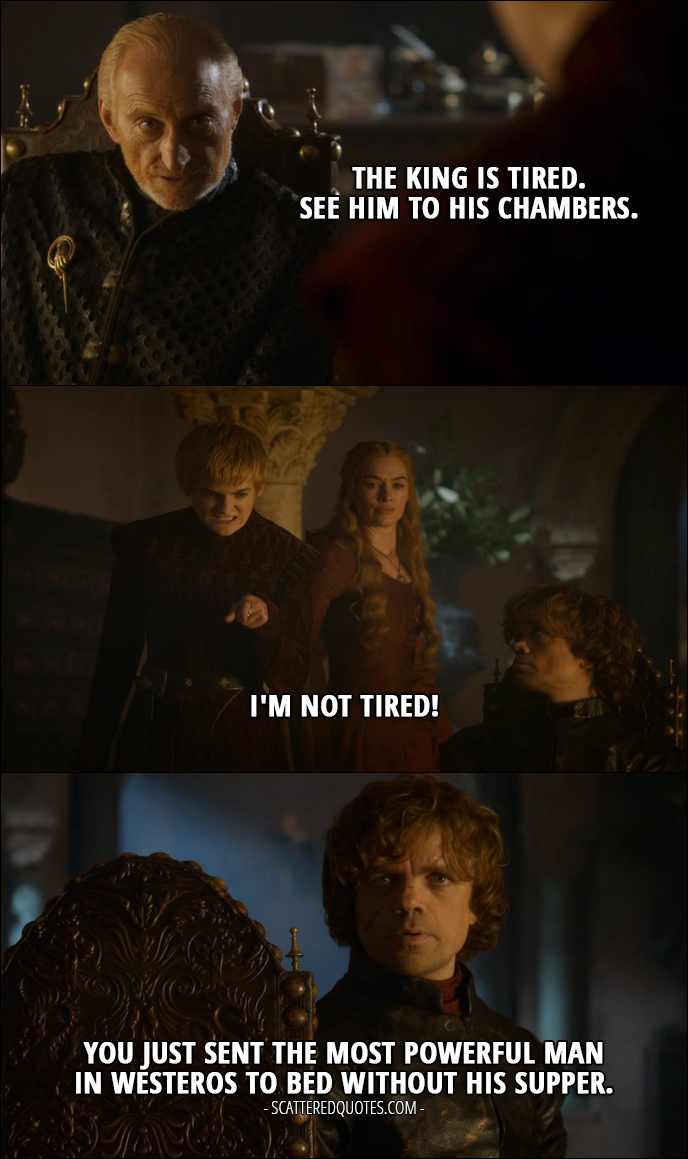 THE KING IS TIRED.
SEE HIM TO HIS CHAMBERS.
I'M NOT TIRED!
YOU JUST SENT THE MOST POWERFUL MAN
IN WESTEROS TO BED WITHOUT HIS SUPPER.
- SCATTEREDQUOTES.COM -